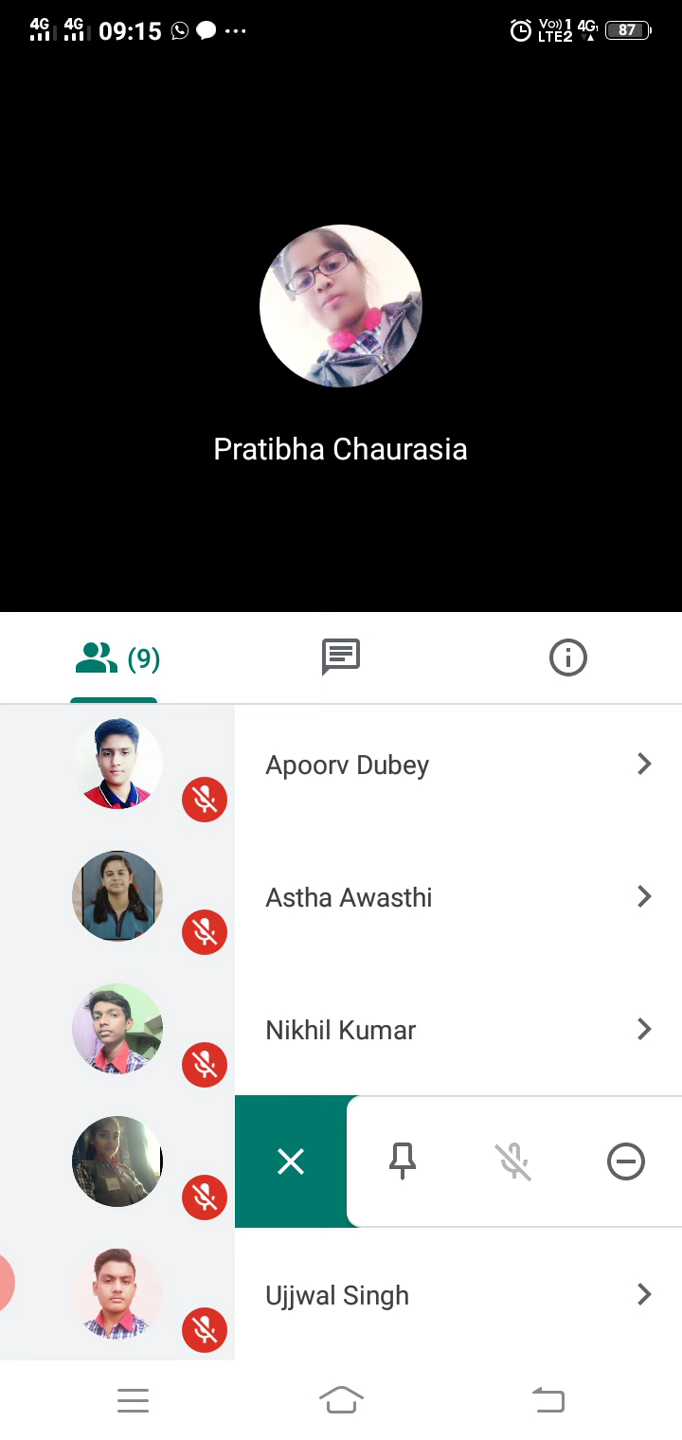 4G 4G 09:15 ... Vo))1 LTE2 4G 87
Pratibha Chaurasia
(9)
Apoorv Dubey
Astha Awasthi
Nikhil Kumar
Ujjwal Singh